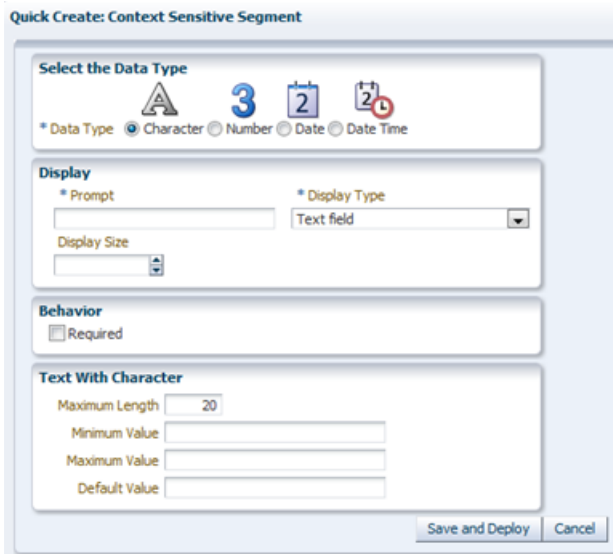 Quick Create: Context Sensitive Segment
Select the Data Type
A 3 2 2
* Data Type Character Number Date Date Time
Display
* Prompt * Display Type
Text field
Display Size
Behavior
Required
Text With Character
Maximum Length 20
Minimum Value
Maximum Value
Default Value
Save and Deploy Cancel